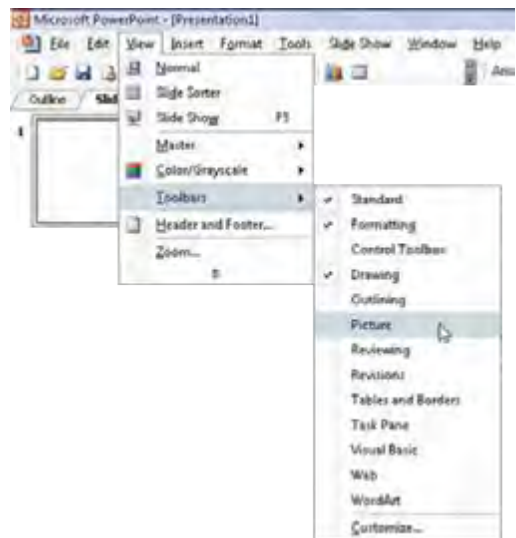 Microsoft PowerPoint - [Presentation1]
File Edit View Insert Format Tools Slide Show Window Help
Outline
1
Normal
Slide Sorter
Slide Show F5
Master
Color/Grayscale
Toolbars
Header and Footer...
Zoom...
Standard
Formatting
Control Toolbox
Drawing
Outlining
Picture
Reviewing
Revisions
Tables and Borders
Task Pane
Visual Basic
Web
WordArt
Customize...